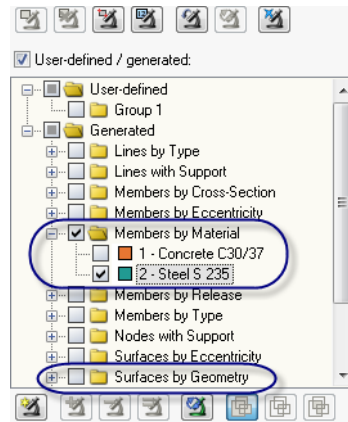 User-defined / generated:
User-defined
Group 1
Generated
Lines by Type
Lines with Support
Members by Cross-Section
Members by Eccentricity
Members by Material
1 - Concrete C30/37
2 - Steel S 235
Members by Release
Members by Type
Nodes with Support
Surfaces by Eccentricity
Surfaces by Geometry